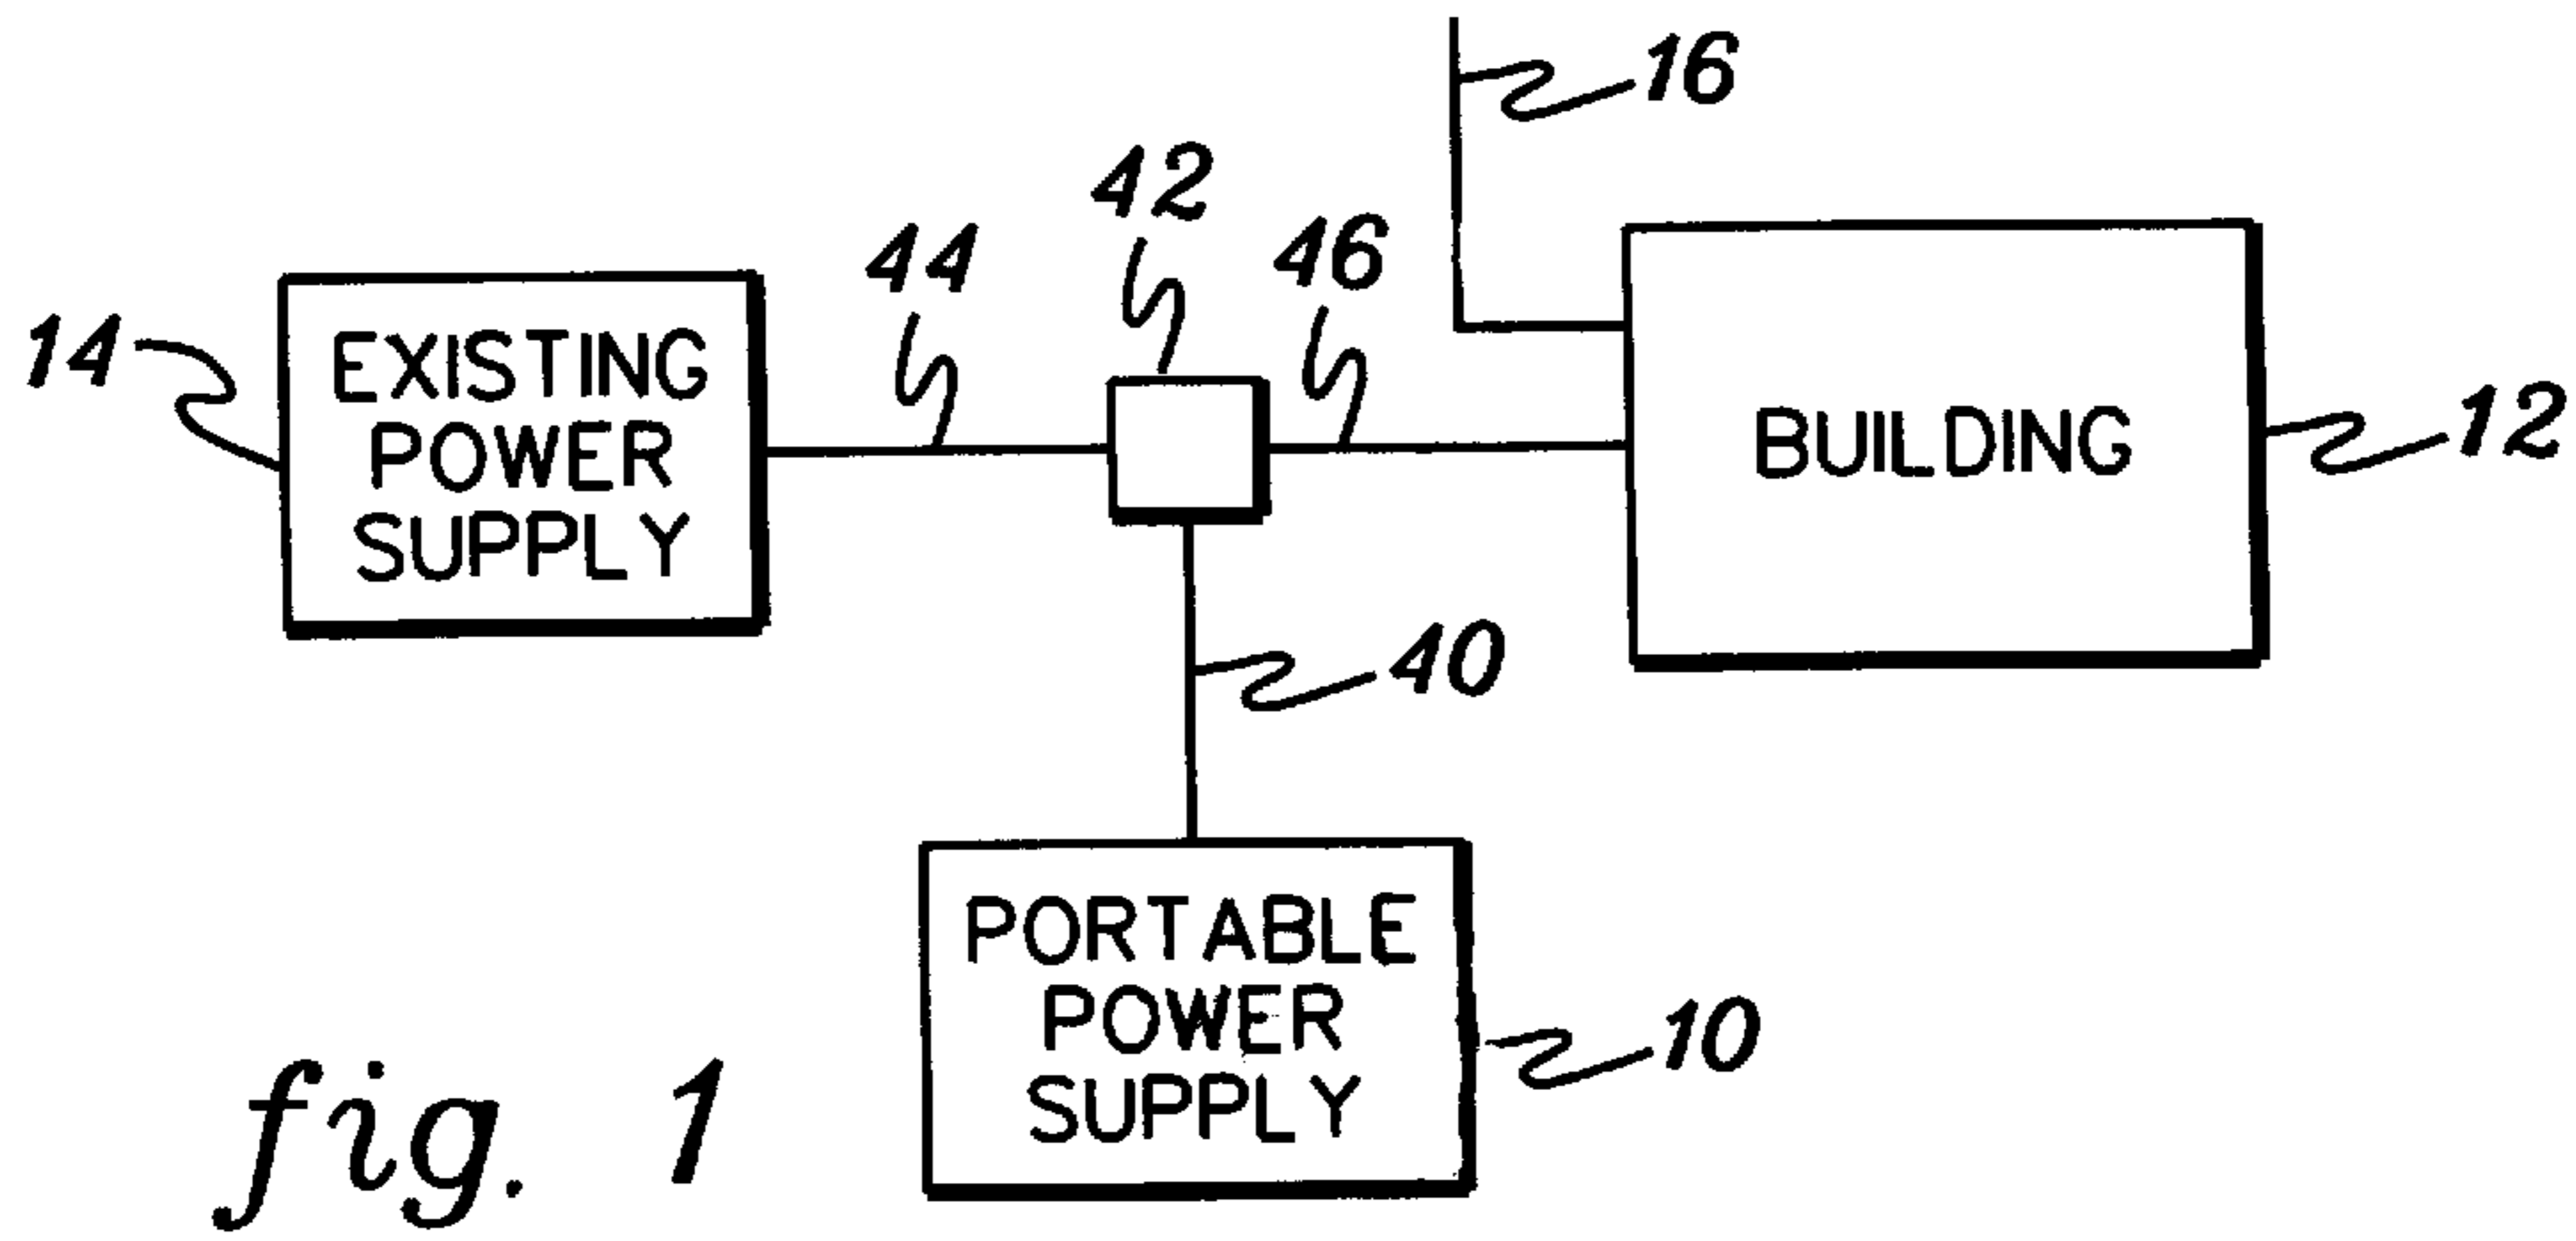 16
42
44
46
14
EXISTING
POWER
SUPPLY
BUILDING
12
40
PORTABLE
POWER
SUPPLY
10
fig. 1